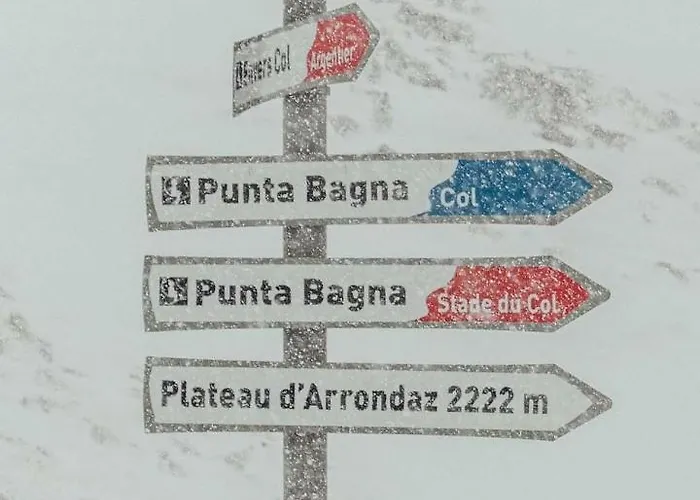 Col
Argentier
Punta Bagna Col
Punta Bagna Stade du Col
Plateau d'Arrondaz 2222 m